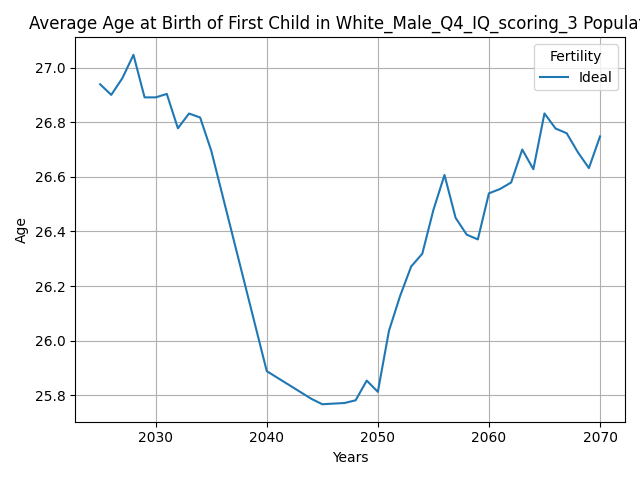 Average Age at Birth of First Child in White_Male_Q4_IQ_scoring_3
Fertility
Ideal
27.0
26.8
26.6
26.4
26.2
26.0
25.8
Age
2030 2040 2050 2060 2070
Years